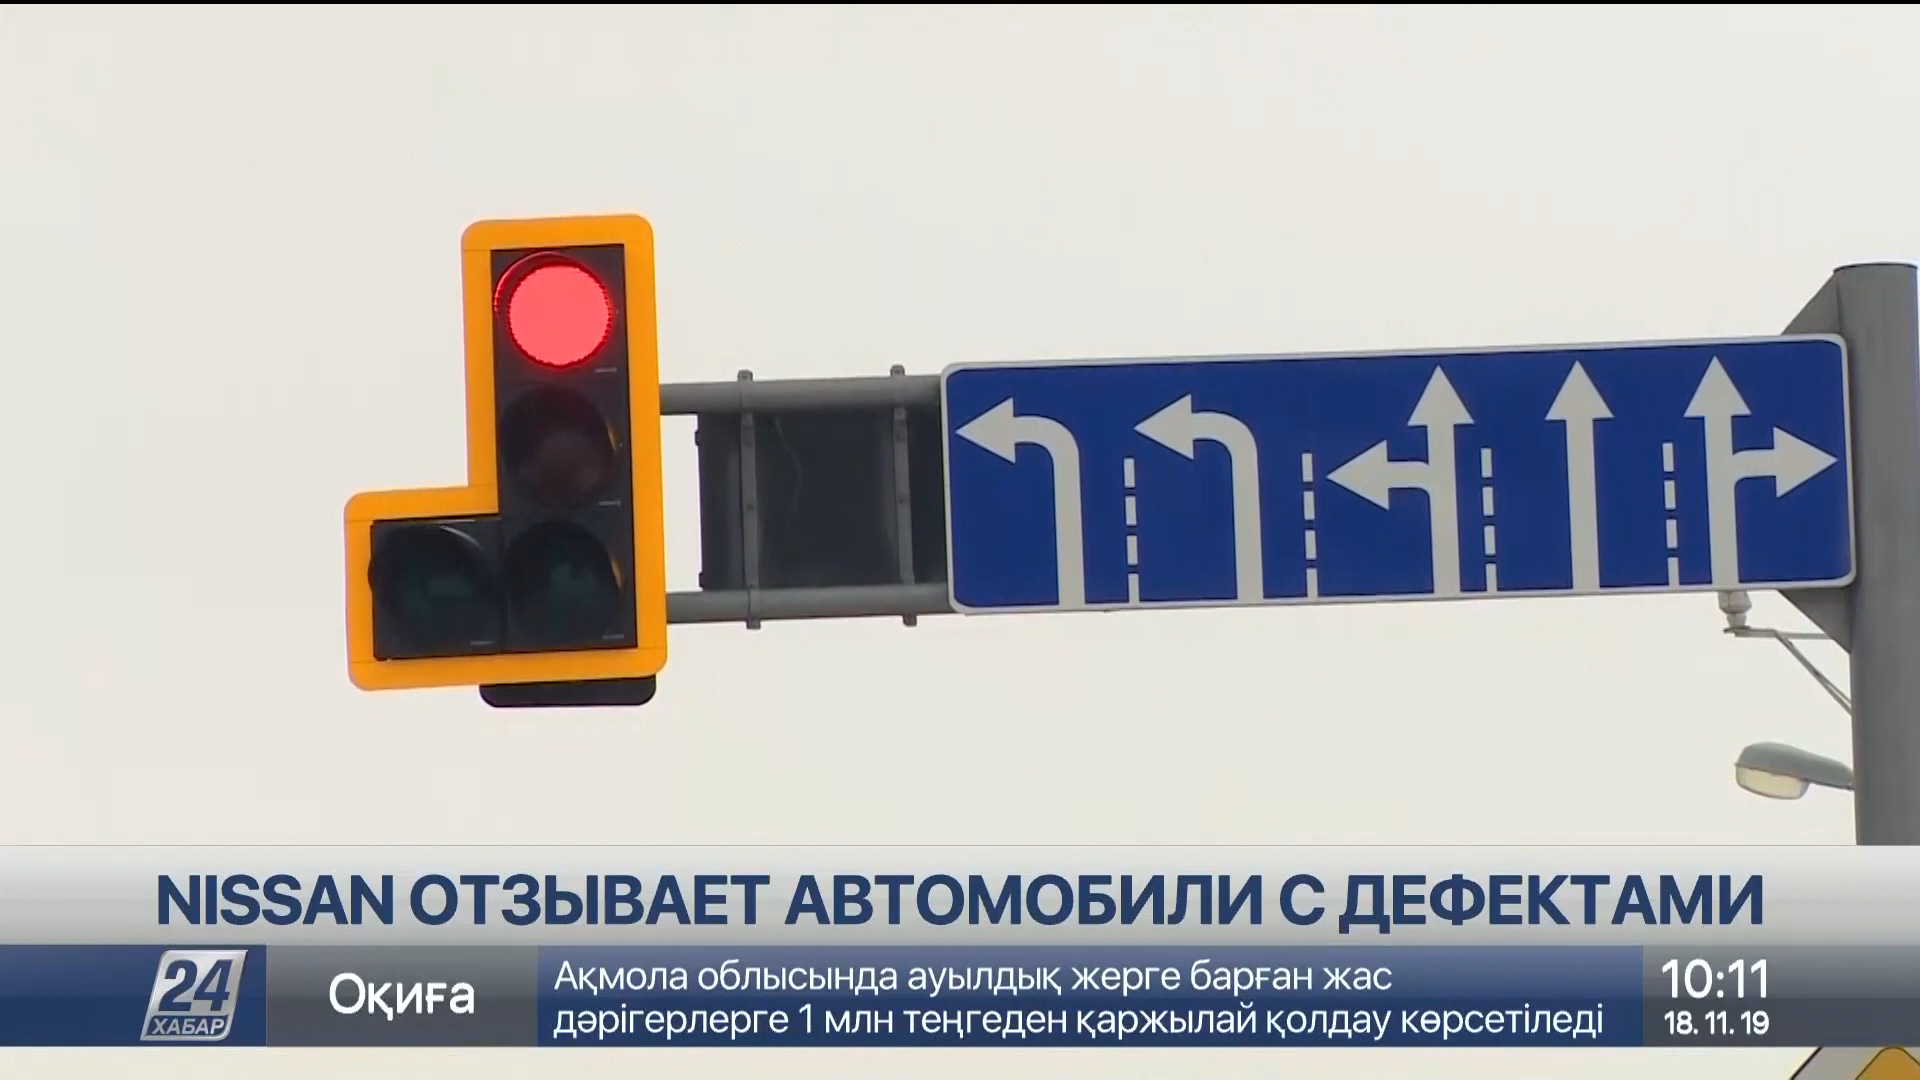 NISSAN ОТЗЫВАЕТ АВТОМОБИЛИ С ДЕФЕКТАМИ
24
ХАБАР
Оқиға
Ақмола облысында ауылдық жерге барған жас
дәрігерлерге 1 млн теңгеден қаржылай қолдау көрсетіледі
10:11
18. 11. 19